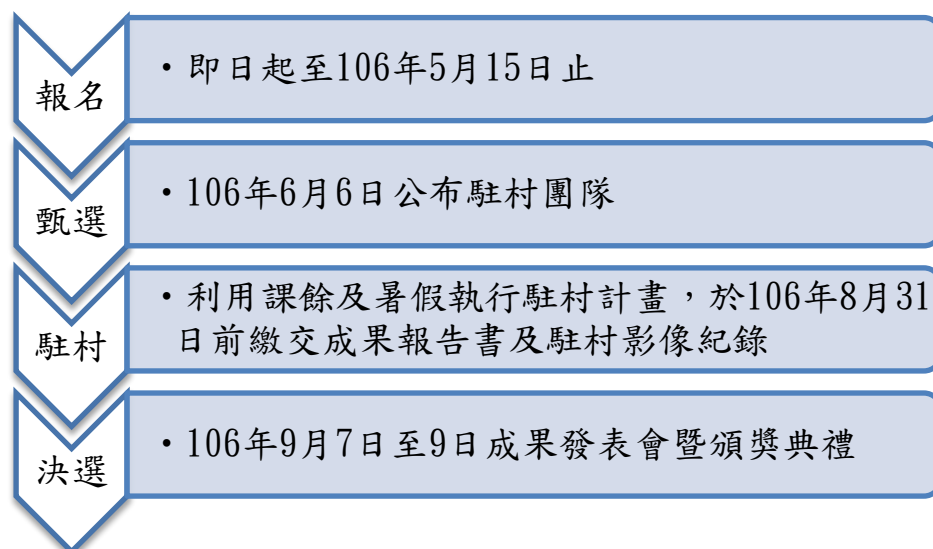 報名
• 即日起至106年5月15日止
甄選
• 106年6月6日公布駐村團隊
駐村
• 利用課餘及暑假執行駐村計畫，於106年8月31
日前繳交成果報告書及駐村影像紀錄
決選
• 106年9月7日至9日成果發表會暨頒獎典禮